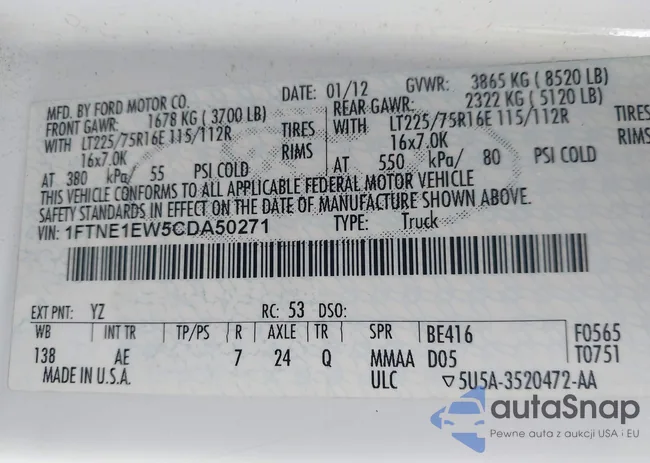 MFD. BY FORD MOTOR CO. DATE: 01/12 GVWR: 3865 KG ( 8520 LB)
FRONT GAWR: 1678 KG ( 3700 LB) REAR GAWR: 2322 KG ( 5120 LB)
WITH LT225/75R16E 115/112R TIRES WITH LT225/75R16E 115/112R TIRES
16x7.0K RIMS 16x7.0K RIMS
AT 380 kPa/ 55 PSI COLD AT 550 kPa/ 80 PSI COLD
THIS VEHICLE CONFORMS TO ALL APPLICABLE FEDERAL MOTOR VEHICLE
SAFETY STANDARDS IN EFFECT ON THE DATE OF MANUFACTURE SHOWN ABOVE.
VIN: 1FTNE1EW5CDA50271 TYPE: Truck
EXT PNT: YZ RC: 53 DSO:
WB INT TR TP/PS R AXLE TR SPR BE416 F0565
138 AE 7 24 Q MMAA D05 T0751
MADE IN U.S.A. ULC ▽5U5A-3520472-AA
autaSnap
Pewne auta z aukcji USA i EU